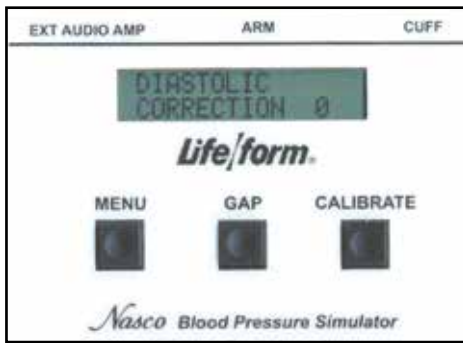 EXT AUDIO AMP ARM CUFF
DIASTOLIC
CORRECTION 0
Life/form®
MENU GAP CALIBRATE
Nasco Blood Pressure Simulator